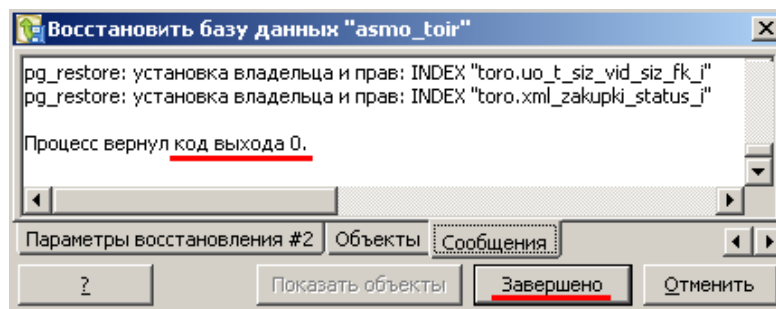 Восстановить базу данных "asmo_toir"
pg_restore: установка владельца и прав: INDEX "toro.uo_t_siz_vid_siz_fk_i"
pg_restore: установка владельца и прав: INDEX "toro.xml_zakupki_status_i"
Процесс вернул код выхода 0.
Параметры восстановления #2 Объекты Сообщения
? Показать объекты Завершено Отменить